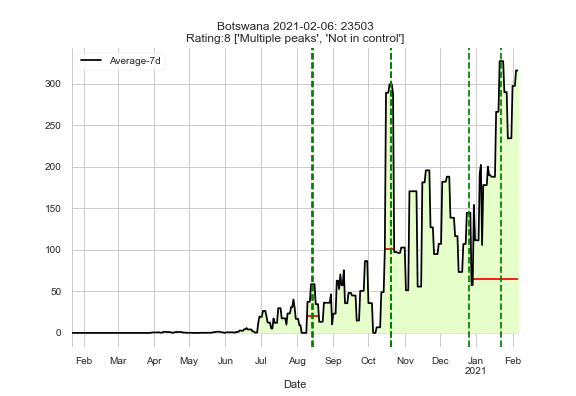 Botswana 2021-02-06: 23503
Rating:8 ['Multiple peaks', 'Not in control']
Average-7d
300
250
200
150
100
50
0
Feb Mar Apr May Jun Jul Aug Sep Oct Nov Dec Jan Feb
2021
Date